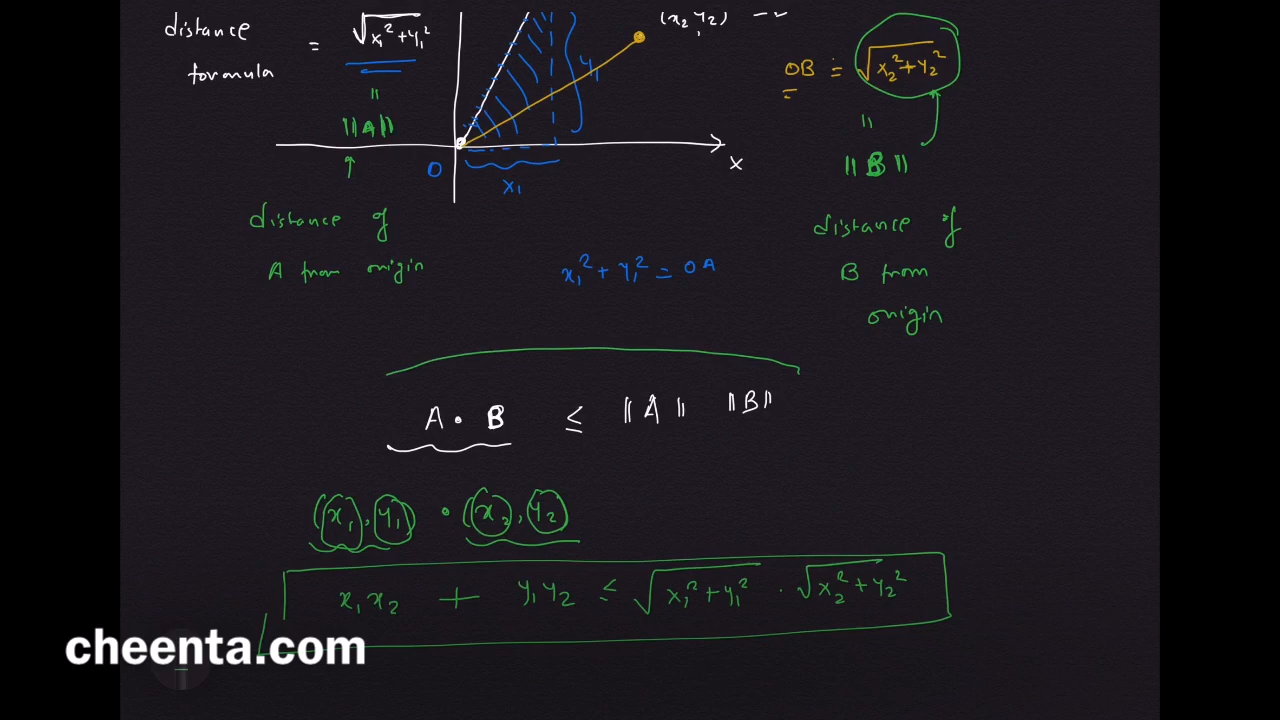 distance
formula
= √x₁²+y₁²
"
||A||
distance of
A from origin
(x₂,y₂)
y₁
O
x₁
x
x₁²+y₁² = OA
OB = √x₂²+y₂²
"
||B||
distance of
B from
origin
A · B ≤ ||A|| ||B||
(x₁,y₁) · (x₂,y₂)
x₁x₂ + y₁y₂ ≤ √x₁²+y₁² · √x₂²+y₂²
cheenta.com